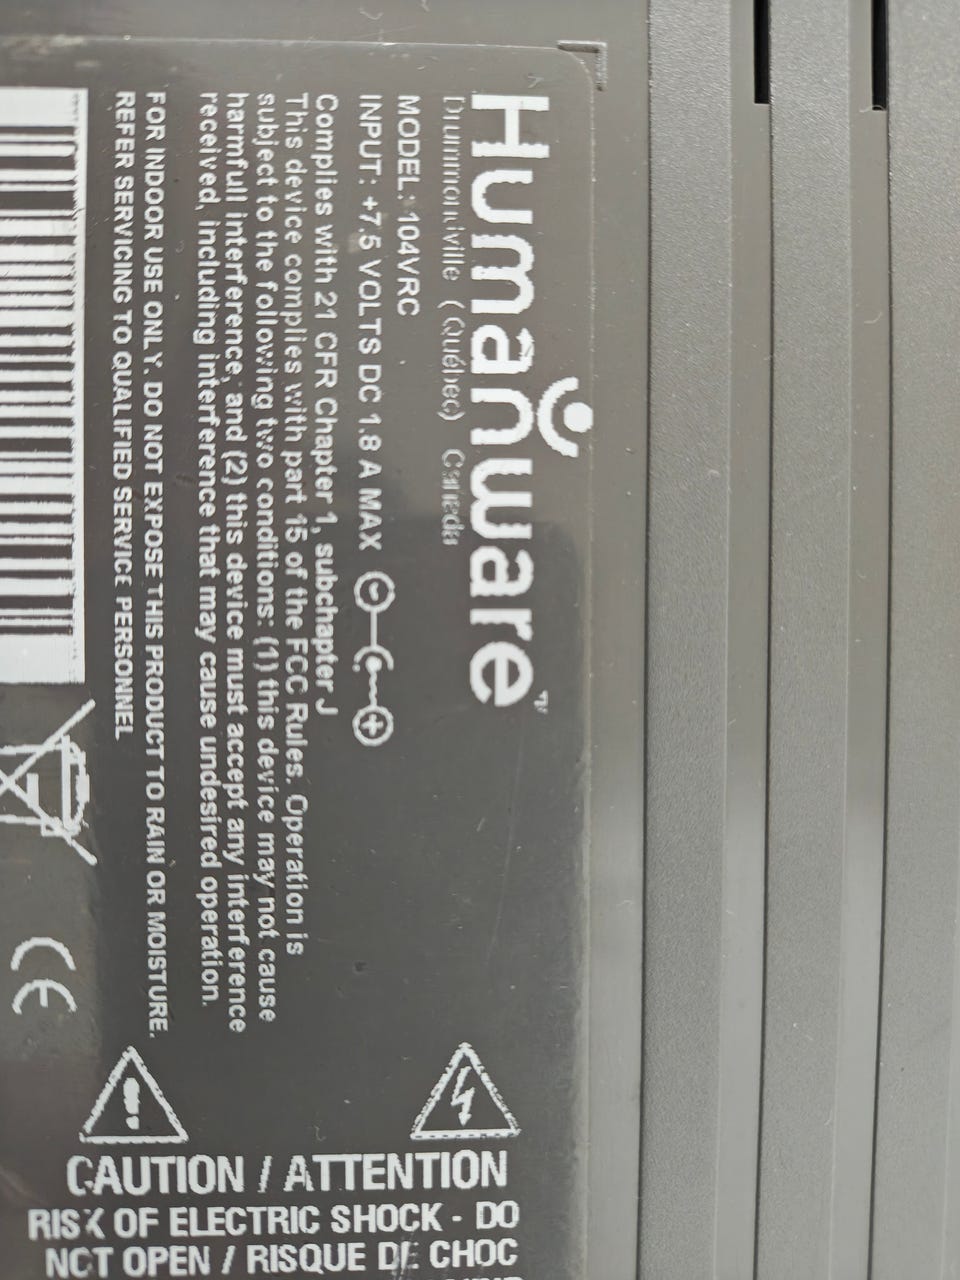 Humanware™
Drummondville (Québec) Canada
MODEL: 104VRC
INPUT: +7.5 VOLTS DC 1.8 A MAX
Complies with 21 CFR Chapter 1, subchapter J
This device complies with part 15 of the FCC Rules. Operation is
subject to the following two conditions: (1) this device may not cause
harmfull interference, and (2) this device must accept any interference
received, including interference that may cause undesired operation.
FOR INDOOR USE ONLY. DO NOT EXPOSE THIS PRODUCT TO RAIN OR MOISTURE.
REFER SERVICING TO QUALIFIED SERVICE PERSONNEL
CE
CAUTION / ATTENTION
RISK OF ELECTRIC SHOCK - DO
NOT OPEN / RISQUE DE CHOC